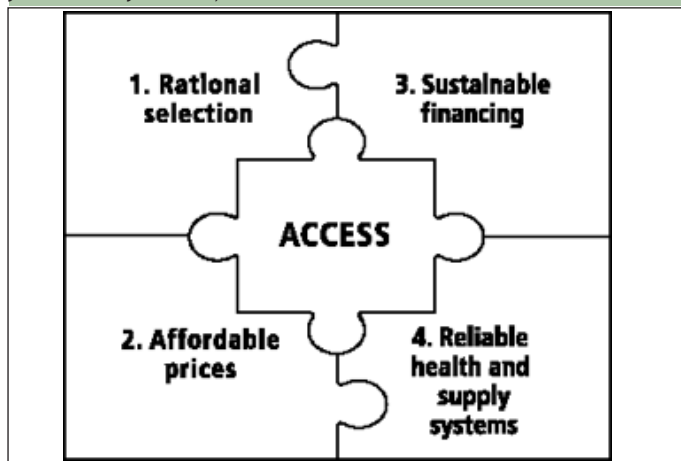 1. Rational
selection
3. Sustainable
financing
ACCESS
2. Affordable
prices
4. Reliable
health and
supply
systems